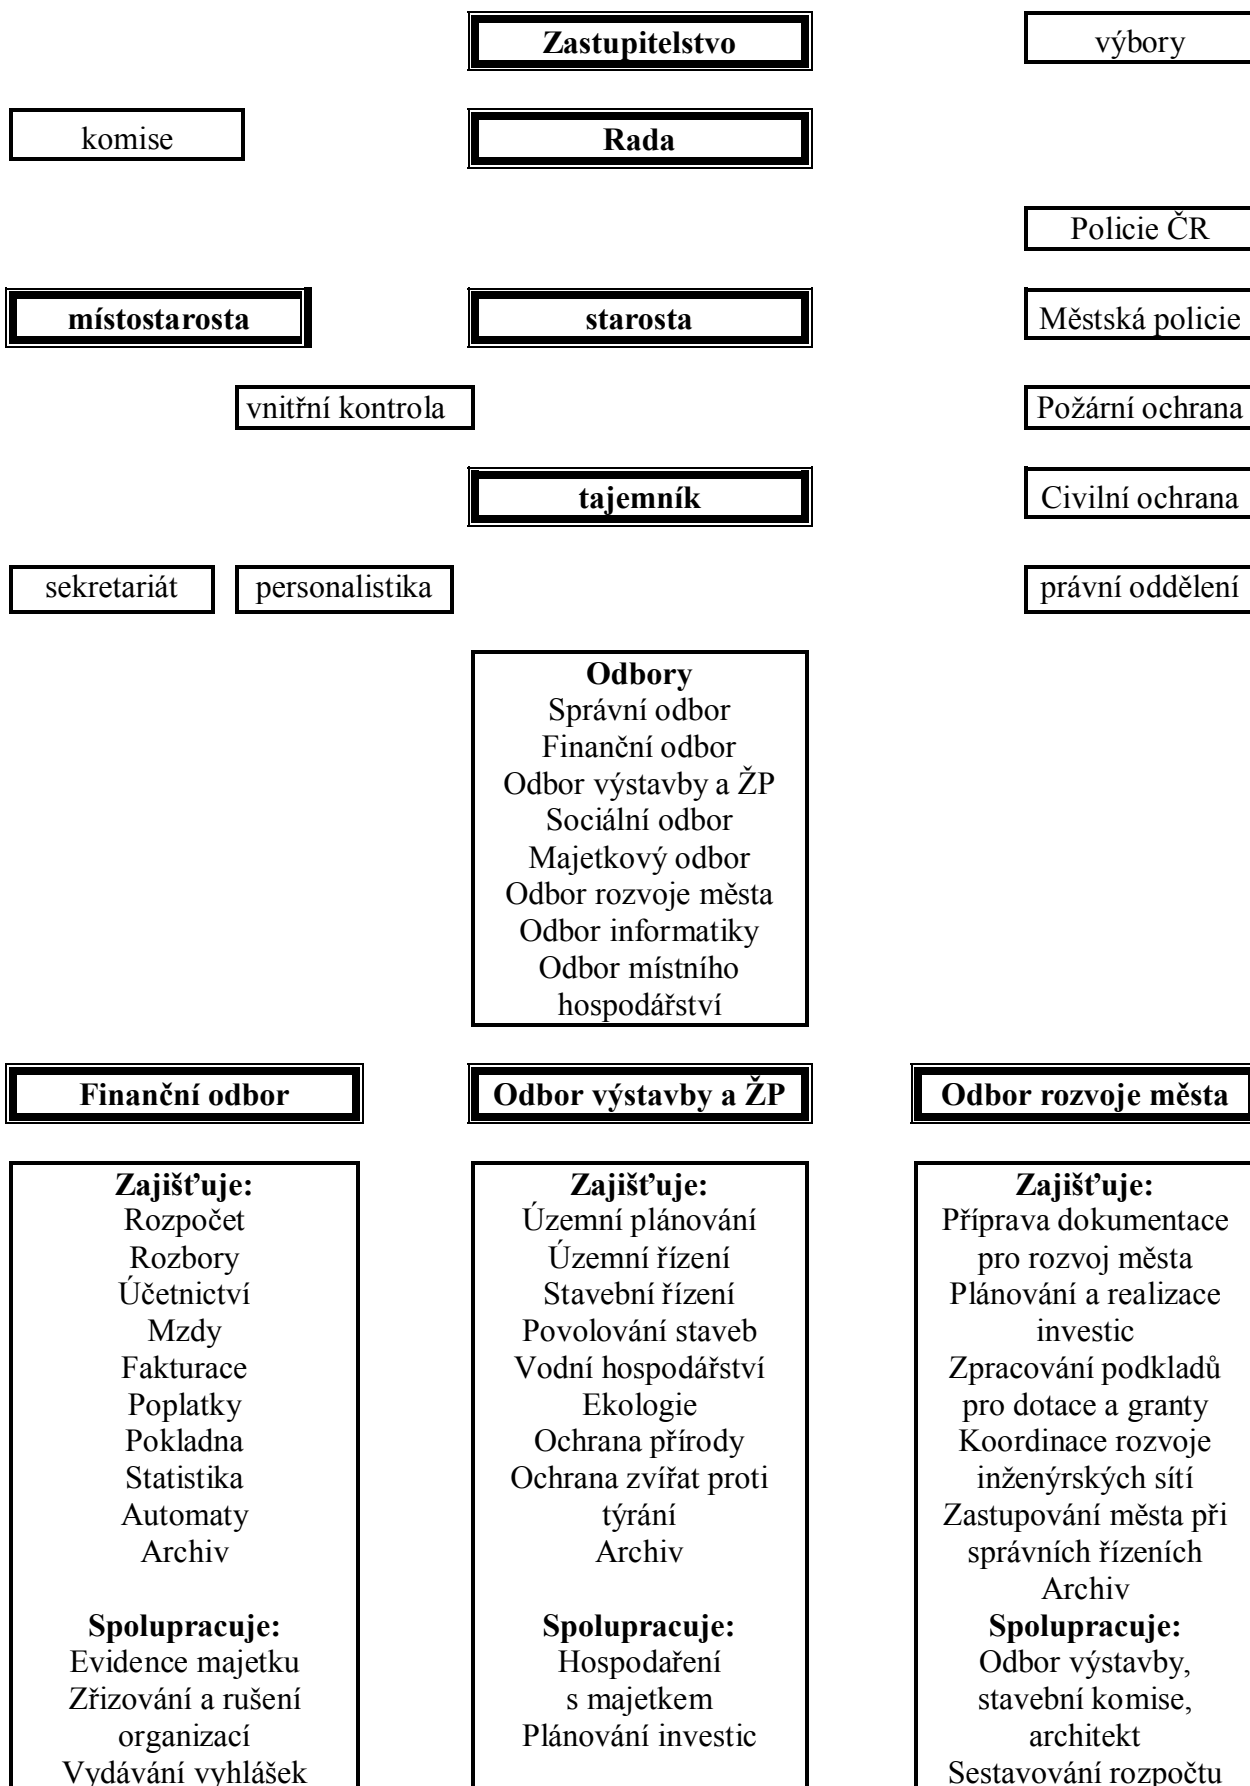 Zastupitelstvo
výbory
komise
Rada
Policie ČR
místostarosta
starosta
Městská policie
vnitřní kontrola
Požární ochrana
tajemník
Civilní ochrana
sekretariát
personalistika
právní oddělení
Odbory
Správní odbor
Finanční odbor
Odbor výstavby a ŽP
Sociální odbor
Majetkový odbor
Odbor rozvoje města
Odbor informatiky
Odbor místního
hospodářství
Finanční odbor
Zajišťuje:
Rozpočet
Rozbory
Účetnictví
Mzdy
Fakturace
Poplatky
Pokladna
Statistika
Automaty
Archiv
Spolupracuje:
Evidence majetku
Zřizování a rušení
organizací
Vydávání vyhlášek
Odbor výstavby a ŽP
Zajišťuje:
Územní plánování
Územní řízení
Stavební řízení
Povolování staveb
Vodní hospodářství
Ekologie
Ochrana přírody
Ochrana zvířat proti
týrání
Archiv
Spolupracuje:
Hospodaření
s majetkem
Plánování investic
Odbor rozvoje města
Zajišťuje:
Příprava dokumentace
pro rozvoj města
Plánování a realizace
investic
Zpracování podkladů
pro dotace a granty
Koordinace rozvoje
inženýrských sítí
Zastupování města při
správních řízeních
Archiv
Spolupracuje:
Odbor výstavby,
stavební komise,
architekt
Sestavování rozpočtu